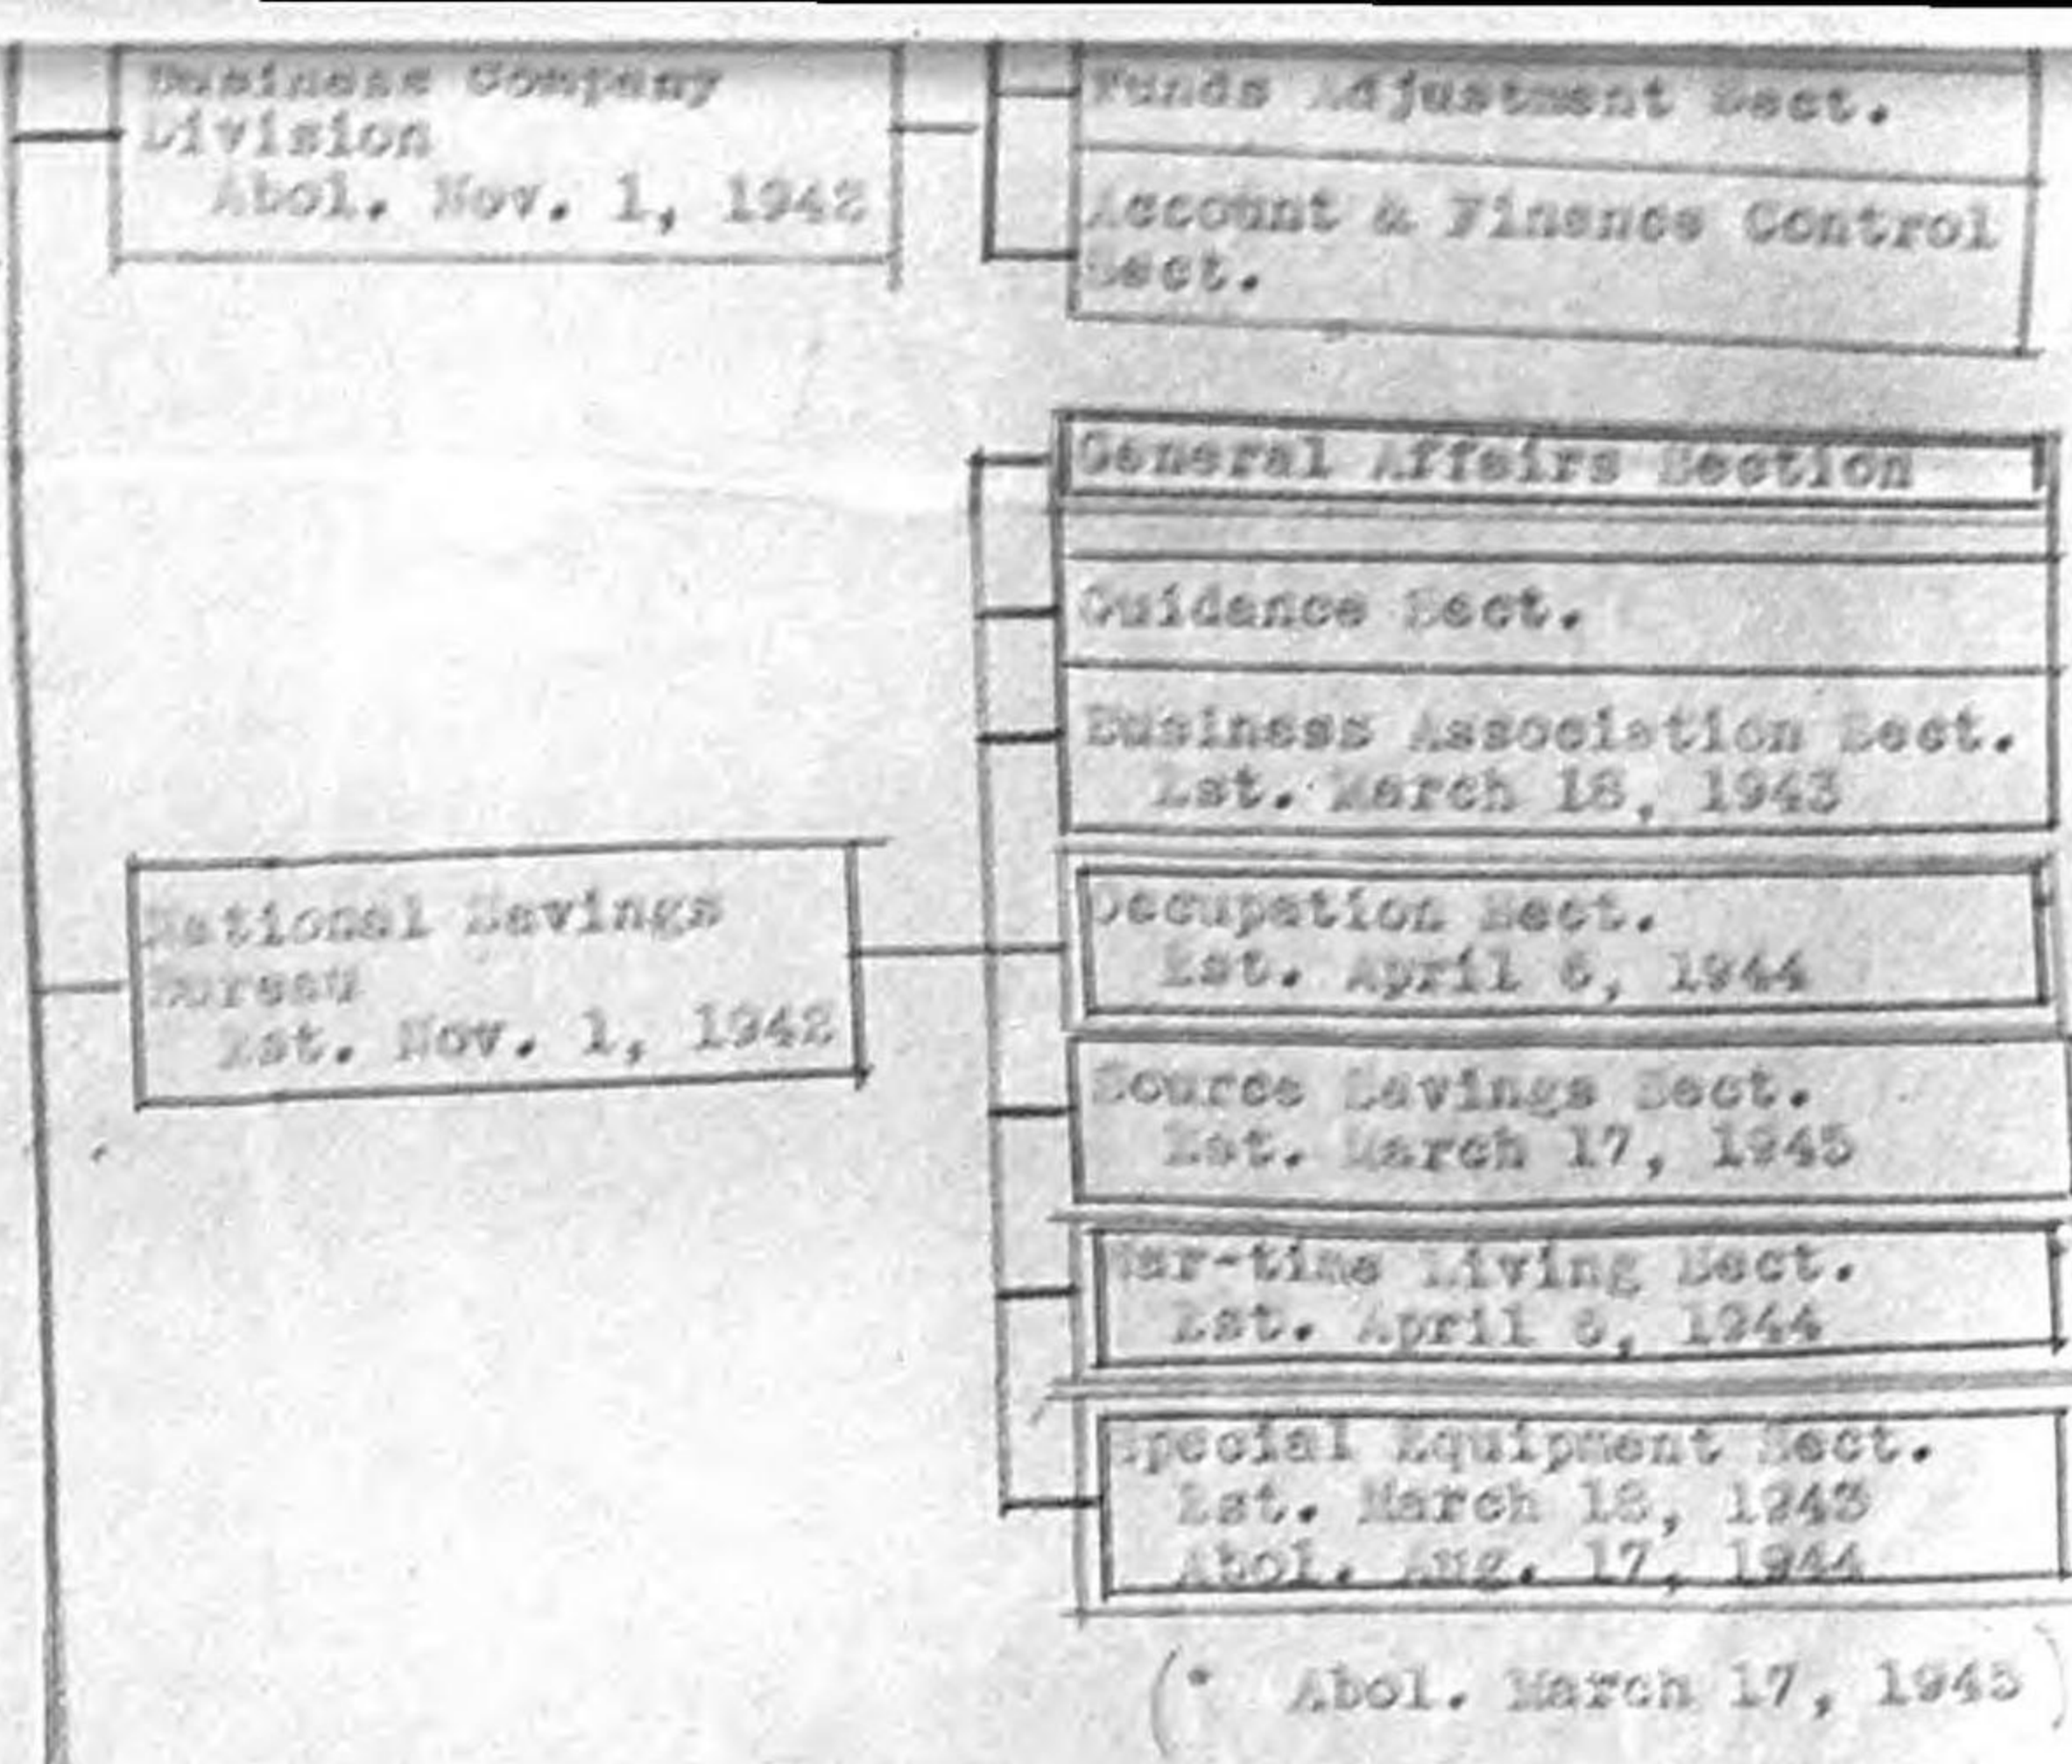 Business Company
Division
Abol. Nov. 1, 1942
Funds Adjustment Sect.
Account & Finance Control
Sect.
General Affairs Section
Guidance Sect.
Business Association Sect.
Est. March 18, 1943
National Savings
Bureau
Est. Nov. 1, 1942
Occupation Sect.
Est. April 6, 1944
Source Savings Sect.
Est. March 17, 1945
War-time Living Sect.
Est. April 6, 1944
Special Equipment Sect.
Est. March 18, 1943
Abol. Aug. 17, 1944
(* Abol. March 17, 1945)